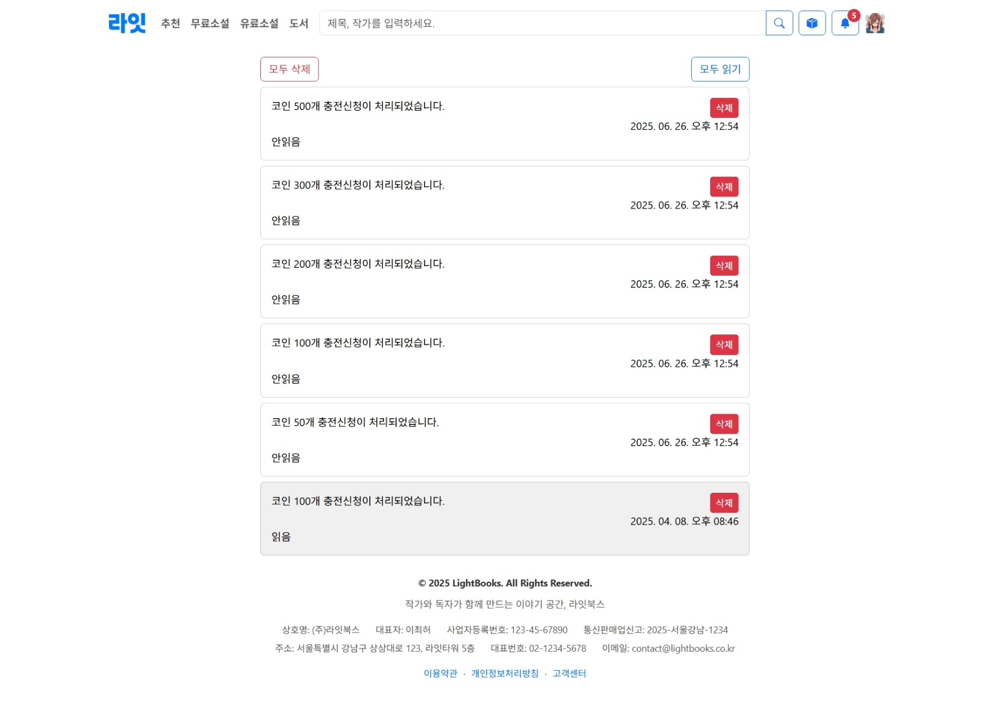 라잇 추천 무료소설 유료소설 도서 제목, 작가를 입력하세요. 5
모두 삭제 모두 읽기
코인 500개 충전신청이 처리되었습니다. 삭제
2025. 06. 26. 오후 12:54
안읽음
코인 300개 충전신청이 처리되었습니다. 삭제
2025. 06. 26. 오후 12:54
안읽음
코인 200개 충전신청이 처리되었습니다. 삭제
2025. 06. 26. 오후 12:54
안읽음
코인 100개 충전신청이 처리되었습니다. 삭제
2025. 06. 26. 오후 12:54
안읽음
코인 50개 충전신청이 처리되었습니다. 삭제
2025. 06. 26. 오후 12:54
안읽음
코인 100개 충전신청이 처리되었습니다. 삭제
2025. 04. 08. 오후 08:46
읽음
© 2025 LightBooks. All Rights Reserved.
작가와 독자가 함께 만드는 이야기 공간, 라잇북스
상호명: (주)라잇북스 대표자: 이최허 사업자등록번호: 123-45-67890 통신판매업신고: 2025-서울강남-1234
주소: 서울특별시 강남구 상상대로 123, 라잇타워 5층 대표번호: 02-1234-5678 이메일: contact@lightbooks.co.kr
이용약관 · 개인정보처리방침 · 고객센터